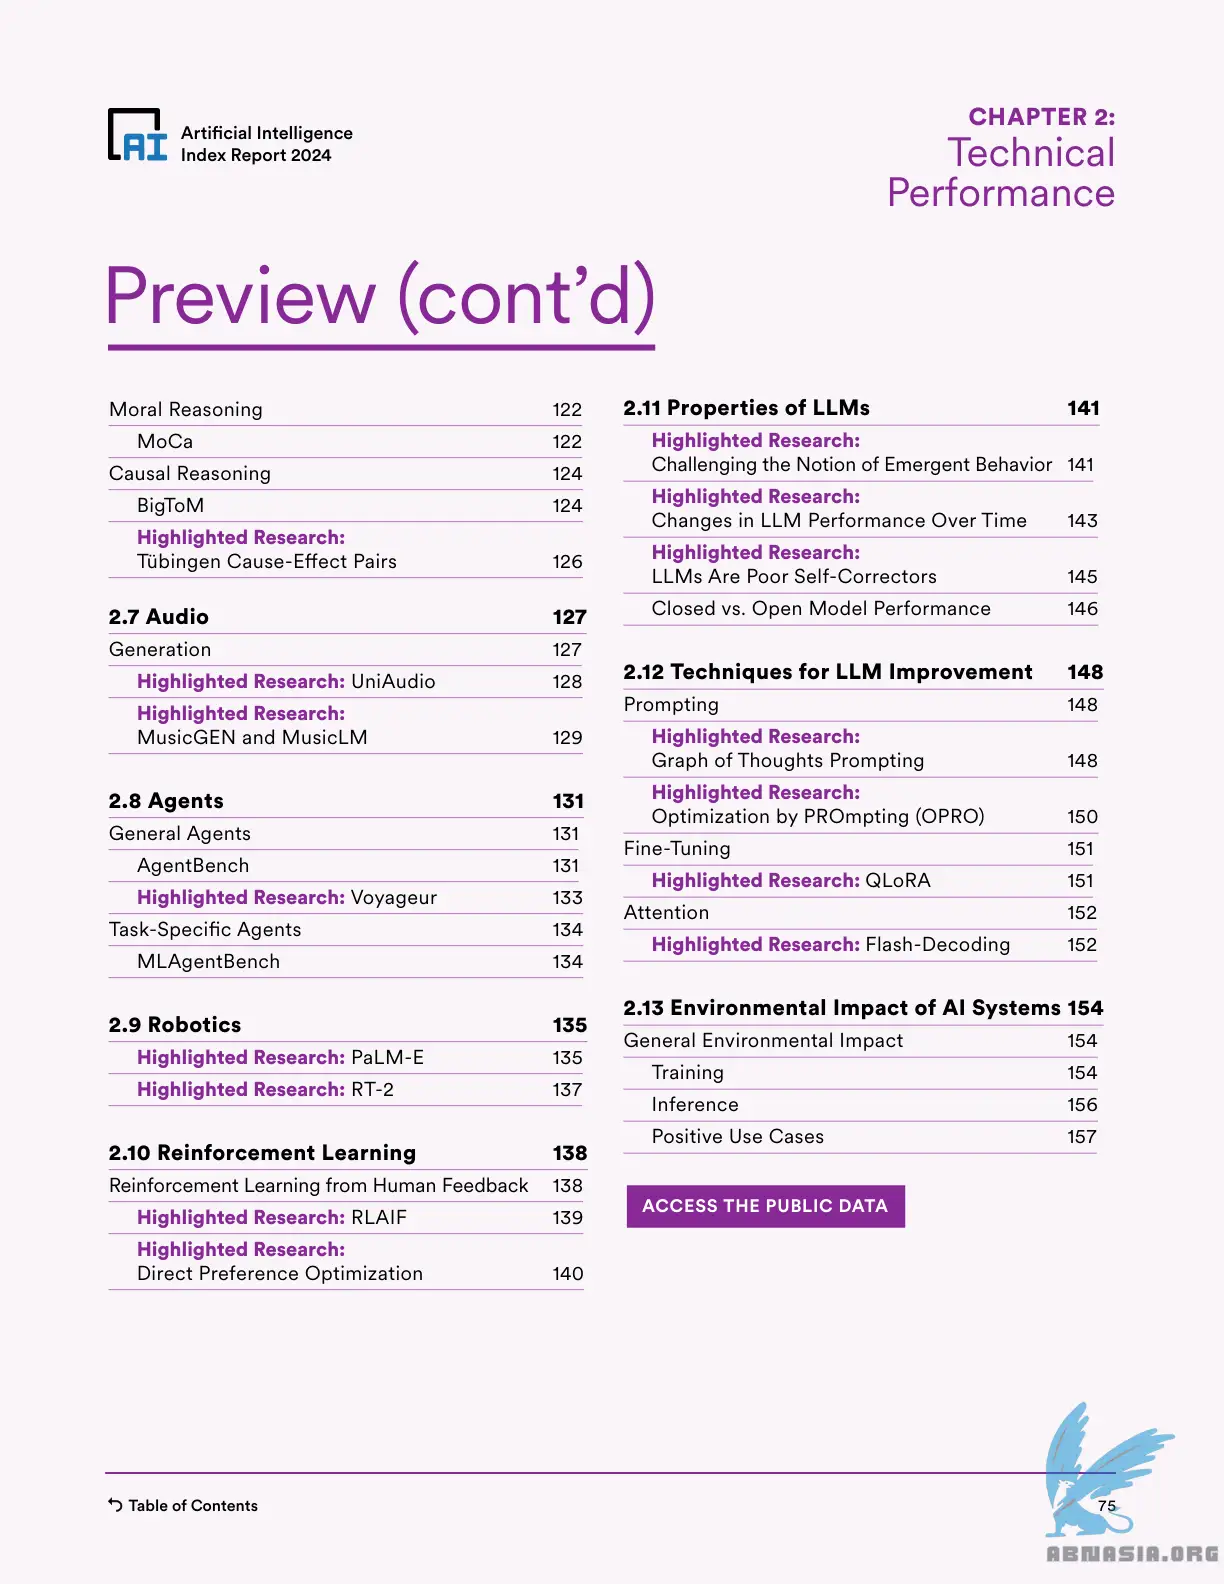 AI
Artificial Intelligence
Index Report 2024
CHAPTER 2:
Technical
Performance
Preview (cont’d)
Moral Reasoning 122
MoCa 122
Causal Reasoning 124
BigToM 124
Highlighted Research:
Tübingen Cause-Effect Pairs 126
2.7 Audio 127
Generation 127
Highlighted Research: UniAudio 128
Highlighted Research:
MusicGEN and MusicLM 129
2.8 Agents 131
General Agents 131
AgentBench 131
Highlighted Research: Voyageur 133
Task-Specific Agents 134
MLAgentBench 134
2.9 Robotics 135
Highlighted Research: PaLM-E 135
Highlighted Research: RT-2 137
2.10 Reinforcement Learning 138
Reinforcement Learning from Human Feedback 138
Highlighted Research: RLAIF 139
Highlighted Research:
Direct Preference Optimization 140
2.11 Properties of LLMs 141
Highlighted Research:
Challenging the Notion of Emergent Behavior 141
Highlighted Research:
Changes in LLM Performance Over Time 143
Highlighted Research:
LLMs Are Poor Self-Correctors 145
Closed vs. Open Model Performance 146
2.12 Techniques for LLM Improvement 148
Prompting 148
Highlighted Research:
Graph of Thoughts Prompting 148
Highlighted Research:
Optimization by PROmpting (OPRO) 150
Fine-Tuning 151
Highlighted Research: QLoRA 151
Attention 152
Highlighted Research: Flash-Decoding 152
2.13 Environmental Impact of AI Systems 154
General Environmental Impact 154
Training 154
Inference 156
Positive Use Cases 157
ACCESS THE PUBLIC DATA
Table of Contents
75
ABNASIA.ORG